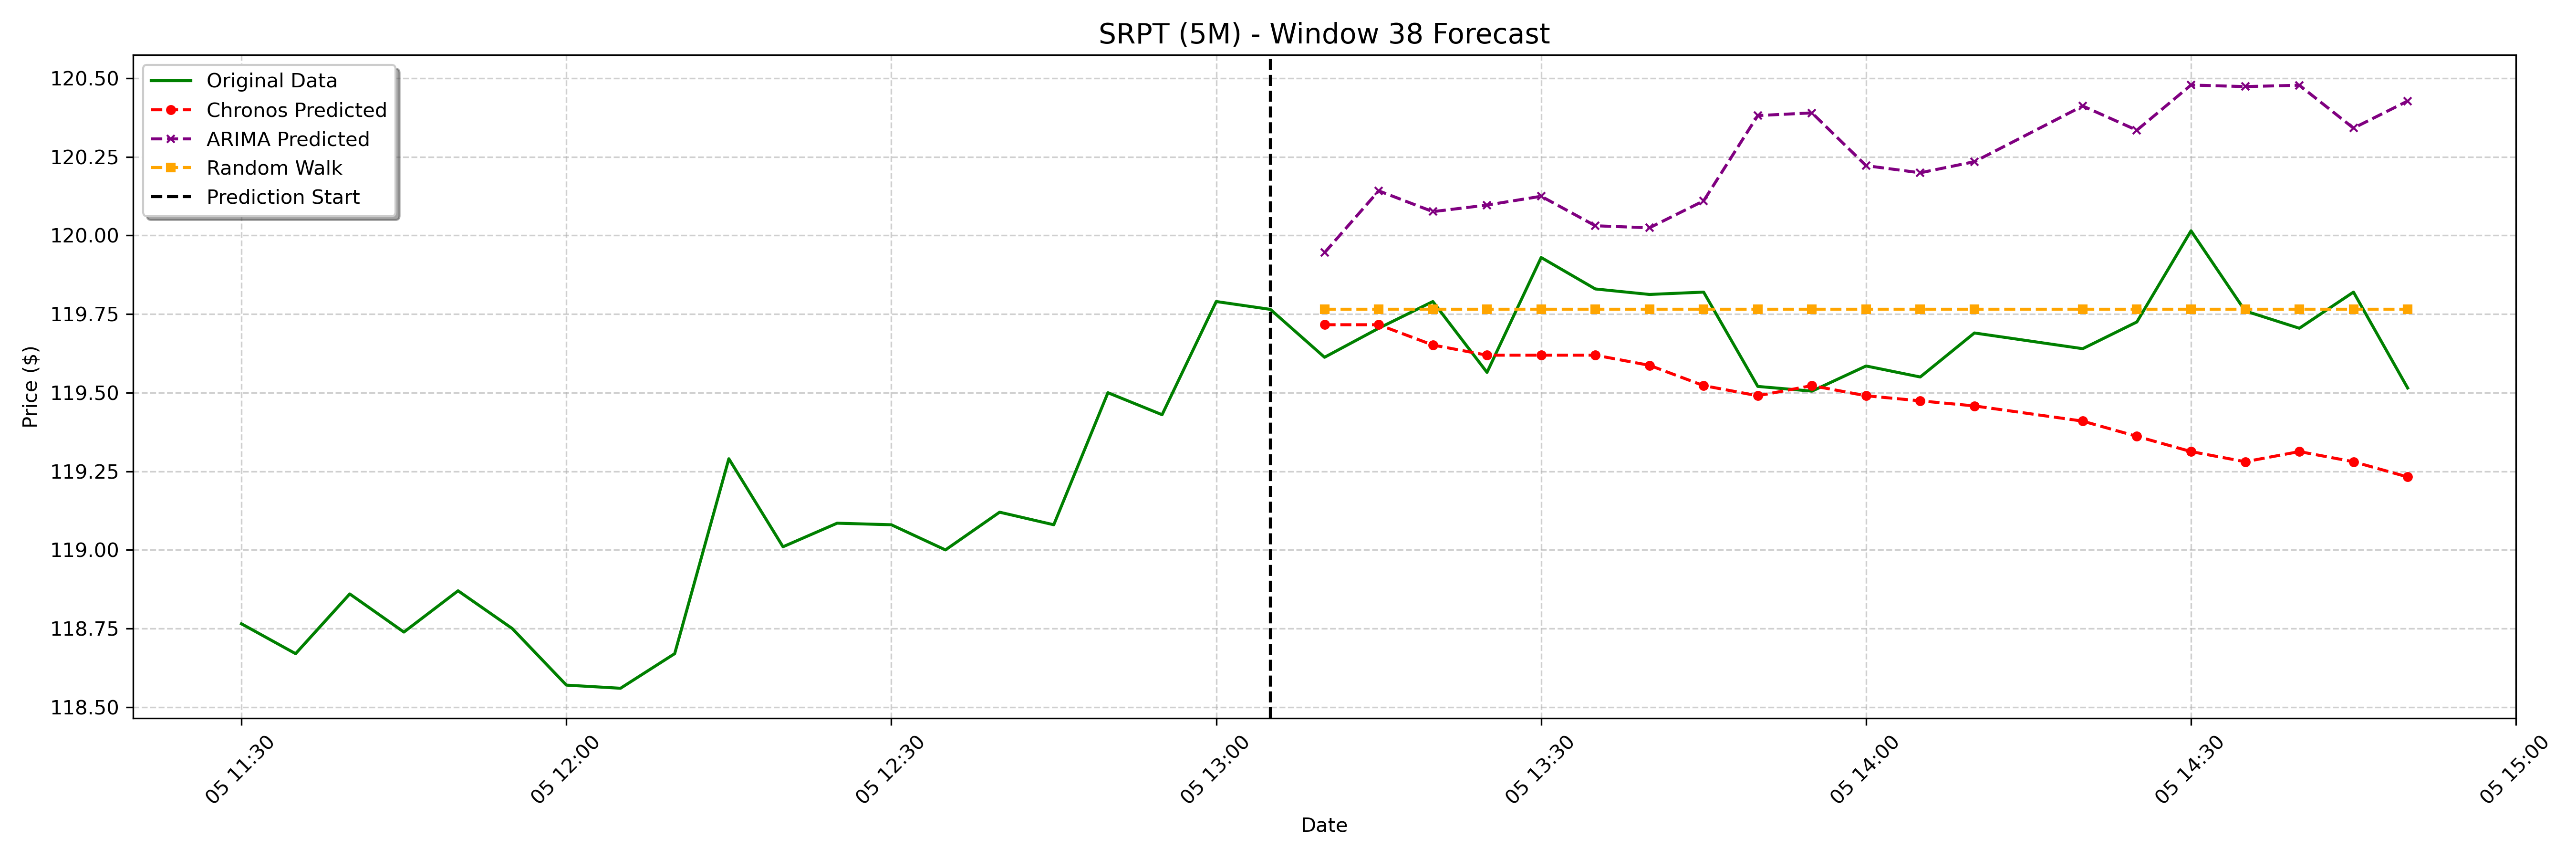 SRPT (5M) - Window 38 Forecast
Original Data
Chronos Predicted
ARIMA Predicted
Random Walk
Prediction Start
Price ($)
120.50
120.25
120.00
119.75
119.50
119.25
119.00
118.75
118.50
05 11:30
05 12:00
05 12:30
05 13:00
05 13:30
05 14:00
05 14:30
05 15:00
Date